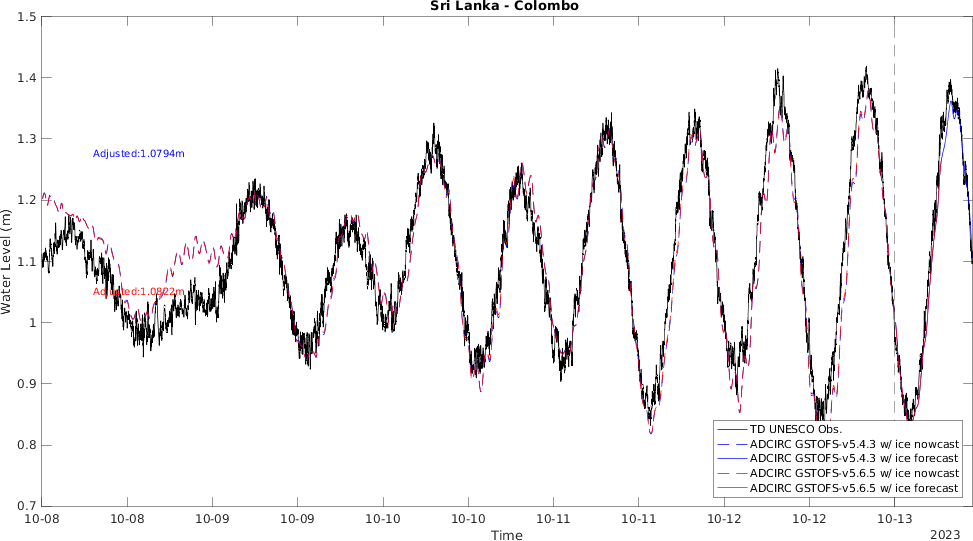 Sri Lanka - Colombo
1.5
1.4
1.3
1.2
1.1
1
0.9
0.8
0.7
Water Level (m)
Adjusted:1.0794m
Adjusted:1.0822m
TD UNESCO Obs.
ADCIRC GSTOFS-v5.4.3 w/ ice nowcast
ADCIRC GSTOFS-v5.4.3 w/ ice forecast
ADCIRC GSTOFS-v5.6.5 w/ ice nowcast
ADCIRC GSTOFS-v5.6.5 w/ ice forecast
10-08 10-08 10-09 10-09 10-10 10-10 10-11 10-11 10-12 10-12 10-13
Time
2023